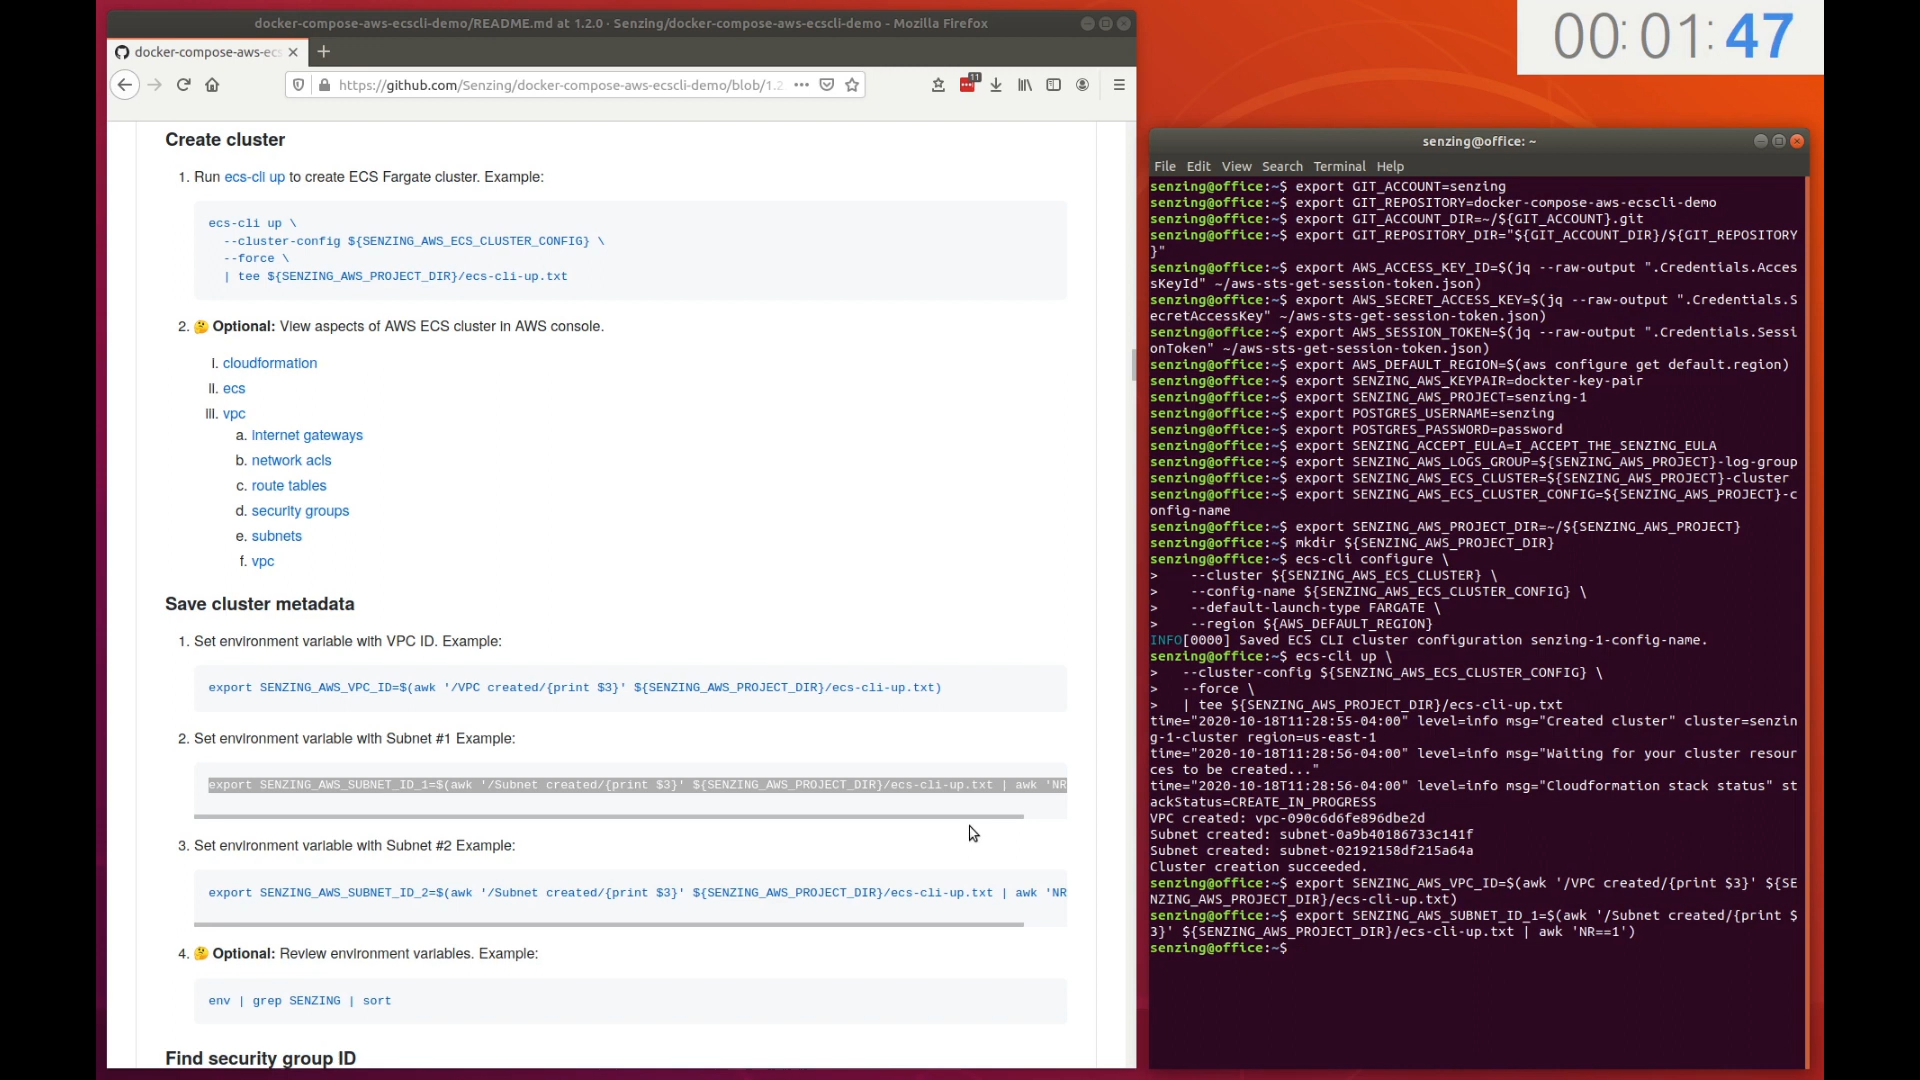 docker-compose-aws-ecscli-demo/README.md at 1.2.0 · Senzing/docker-compose-aws-ecscli-demo - Mozilla Firefox
docker-compose-aws-ecs
https://github.com/Senzing/docker-compose-aws-ecscli-demo/blob/1.2
11
Create cluster
1. Run ecs-cli up to create ECS Fargate cluster. Example:
ecs-cli up \
--cluster-config ${SENZING_AWS_ECS_CLUSTER_CONFIG} \
--force \
| tee ${SENZING_AWS_PROJECT_DIR}/ecs-cli-up.txt
2. 🤔 Optional: View aspects of AWS ECS cluster in AWS console.
I. cloudformation
II. ecs
III. vpc
a. Internet gateways
b. network acls
c. route tables
d. security groups
e. subnets
f. vpc
Save cluster metadata
1. Set environment variable with VPC ID. Example:
export SENZING_AWS_VPC_ID=$(awk '/VPC created/{print $3}' ${SENZING_AWS_PROJECT_DIR}/ecs-cli-up.txt)
2. Set environment variable with Subnet #1 Example:
export SENZING_AWS_SUBNET_ID_1=$(awk '/Subnet created/{print $3}' ${SENZING_AWS_PROJECT_DIR}/ecs-cli-up.txt | awk 'NR
3. Set environment variable with Subnet #2 Example:
export SENZING_AWS_SUBNET_ID_2=$(awk '/Subnet created/{print $3}' ${SENZING_AWS_PROJECT_DIR}/ecs-cli-up.txt | awk 'NR
4. 🤔 Optional: Review environment variables. Example:
env | grep SENZING | sort
Find security group ID
00:01:47
senzing@office: ~
File Edit View Search Terminal Help
senzing@office:~$ export GIT_ACCOUNT=senzing
senzing@office:~$ export GIT_REPOSITORY=docker-compose-aws-ecscli-demo
senzing@office:~$ export GIT_ACCOUNT_DIR=~/${GIT_ACCOUNT}.git
senzing@office:~$ export GIT_REPOSITORY_DIR="${GIT_ACCOUNT_DIR}/${GIT_REPOSITORY
}"
senzing@office:~$ export AWS_ACCESS_KEY_ID=$(jq --raw-output ".Credentials.Acces
sKeyId" ~/aws-sts-get-session-token.json)
senzing@office:~$ export AWS_SECRET_ACCESS_KEY=$(jq --raw-output ".Credentials.S
ecretAccessKey" ~/aws-sts-get-session-token.json)
senzing@office:~$ export AWS_SESSION_TOKEN=$(jq --raw-output ".Credentials.Sessi
onToken" ~/aws-sts-get-session-token.json)
senzing@office:~$ export AWS_DEFAULT_REGION=$(aws configure get default.region)
senzing@office:~$ export SENZING_AWS_KEYPAIR=dockter-key-pair
senzing@office:~$ export SENZING_AWS_PROJECT=senzing-1
senzing@office:~$ export POSTGRES_USERNAME=senzing
senzing@office:~$ export POSTGRES_PASSWORD=password
senzing@office:~$ export SENZING_ACCEPT_EULA=I_ACCEPT_THE_SENZING_EULA
senzing@office:~$ export SENZING_AWS_LOGS_GROUP=${SENZING_AWS_PROJECT}-log-group
senzing@office:~$ export SENZING_AWS_ECS_CLUSTER=${SENZING_AWS_PROJECT}-cluster
senzing@office:~$ export SENZING_AWS_ECS_CLUSTER_CONFIG=${SENZING_AWS_PROJECT}-c
onfig-name
senzing@office:~$ export SENZING_AWS_PROJECT_DIR=~/${SENZING_AWS_PROJECT}
senzing@office:~$ mkdir ${SENZING_AWS_PROJECT_DIR}
senzing@office:~$ ecs-cli configure \
> --cluster ${SENZING_AWS_ECS_CLUSTER} \
> --config-name ${SENZING_AWS_ECS_CLUSTER_CONFIG} \
> --default-launch-type FARGATE \
> --region ${AWS_DEFAULT_REGION}
INFO[0000] Saved ECS CLI cluster configuration senzing-1-config-name.
senzing@office:~$ ecs-cli up \
> --cluster-config ${SENZING_AWS_ECS_CLUSTER_CONFIG} \
> --force \
> | tee ${SENZING_AWS_PROJECT_DIR}/ecs-cli-up.txt
time="2020-10-18T11:28:55-04:00" level=info msg="Created cluster" cluster=senzin
g-1-cluster region=us-east-1
time="2020-10-18T11:28:56-04:00" level=info msg="Waiting for your cluster resour
ces to be created..."
time="2020-10-18T11:28:56-04:00" level=info msg="Cloudformation stack status" st
ackStatus=CREATE_IN_PROGRESS
VPC created: vpc-090c6d6fe896dbe2d
Subnet created: subnet-0a9b40186733c141f
Subnet created: subnet-02192158df215a64a
Cluster creation succeeded.
senzing@office:~$ export SENZING_AWS_VPC_ID=$(awk '/VPC created/{print $3}' ${SE
NZING_AWS_PROJECT_DIR}/ecs-cli-up.txt)
senzing@office:~$ export SENZING_AWS_SUBNET_ID_1=$(awk '/Subnet created/{print $
3}' ${SENZING_AWS_PROJECT_DIR}/ecs-cli-up.txt | awk 'NR==1')
senzing@office:~$